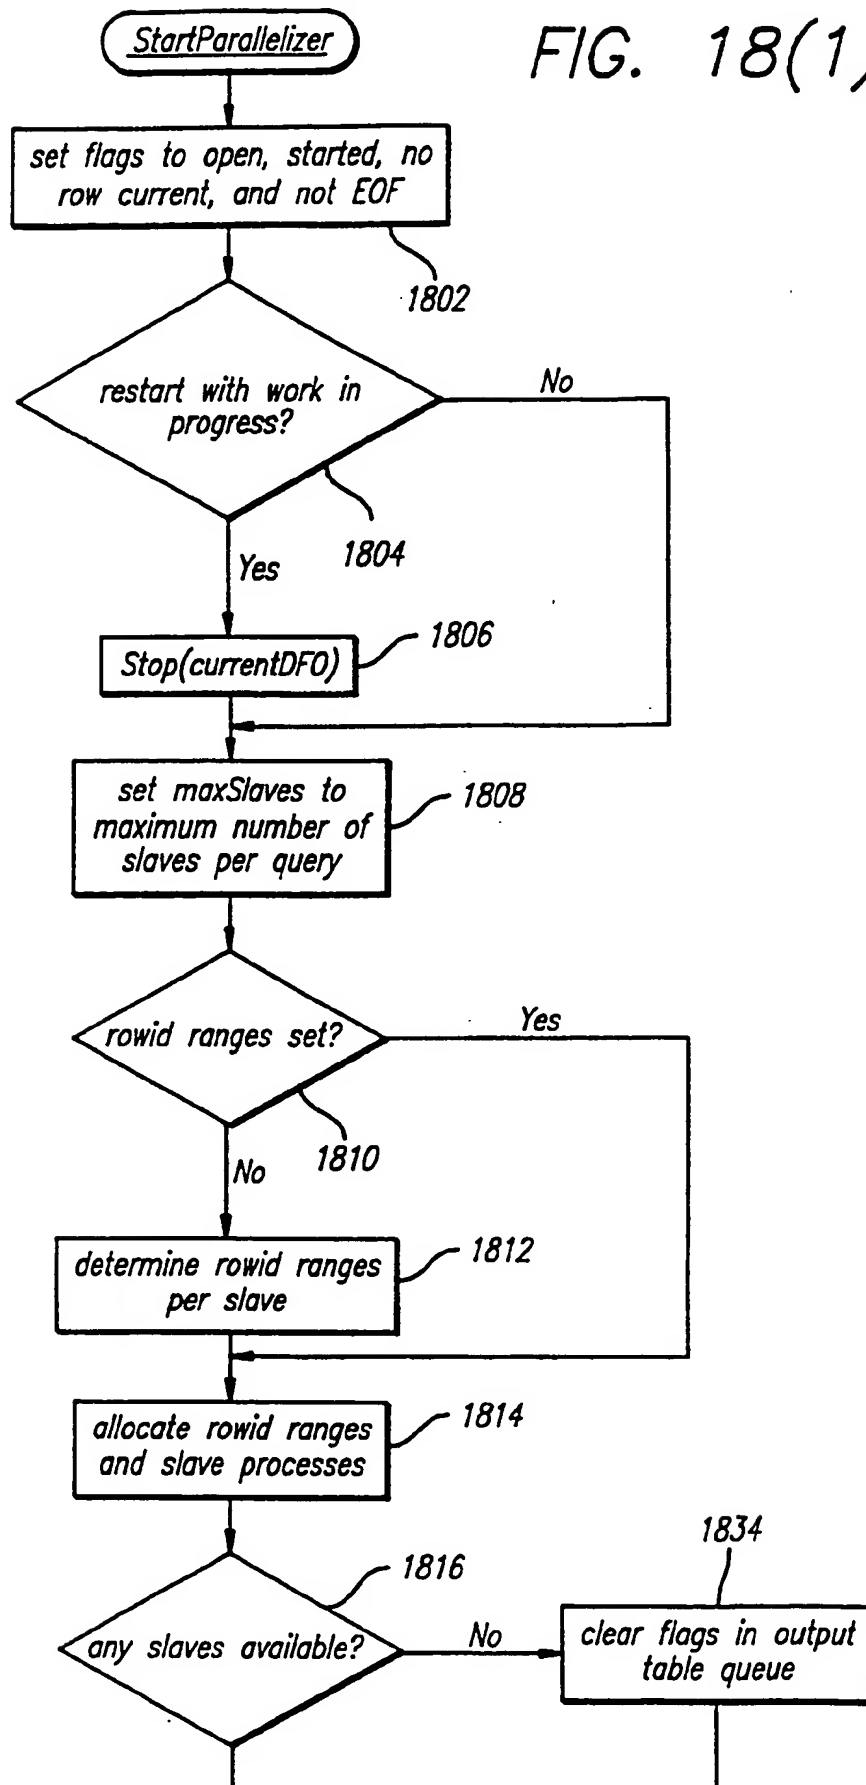 StartParallelizer
FIG. 18(1)
set flags to open, started, no
row current, and not EOF
1802
restart with work in
progress?
No
1804
Yes
Stop(currentDFO)
1806
set maxSlaves to
maximum number of
slaves per query
1808
rowid ranges set?
Yes
1810
No
determine rowid ranges
per slave
1812
allocate rowid ranges
and slave processes
1814
1816
1834
any slaves available?
No
clear flags in output
table queue